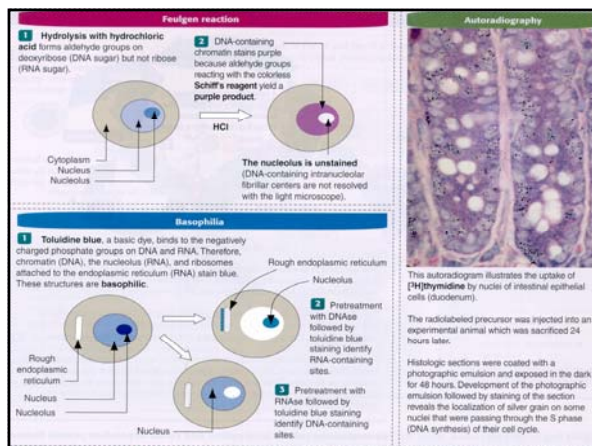 Feulgen reaction
1 Hydrolysis with hydrochloric
acid forms aldehyde groups on
deoxyribose (DNA sugar) but not ribose
(RNA sugar).
2 DNA-containing
chromatin stains purple
because aldehyde groups
reacting with the colorless
Schiff's reagent yield a
purple product.
HCl
Cytoplasm
Nucleus
Nucleolus
The nucleolus is unstained
(DNA-containing intranucleolar
fibrillar centers are not resolved
with the light microscope).
Basophilia
1 Toluidine blue, a basic dye, binds to the negatively
charged phosphate groups on DNA and RNA. Therefore,
chromatin (DNA), the nucleolus (RNA), and ribosomes
attached to the endoplasmic reticulum (RNA) stain blue.
These structures are basophilic.
Rough endoplasmic reticulum
Nucleolus
2 Pretreatment
with DNAse
followed by
toluidine blue
staining identify
RNA-containing
sites.
Rough
endoplasmic
reticulum
Nucleus
Nucleolus
3 Pretreatment with
RNAse followed by
toluidine blue staining
identify DNA-containing
sites.
Nucleus
Autoradiography
This autoradiogram illustrates the uptake of
[³H]thymidine by nuclei of intestinal epithelial
cells (duodenum).
The radiolabeled precursor was injected into an
experimental animal which was sacrificed 24
hours later.
Histologic sections were coated with a
photographic emulsion and exposed in the dark
for 48 hours. Development of the photographic
emulsion followed by staining of the section
reveals the localization of silver grain on some
nuclei that were passing through the S phase
(DNA synthesis) of their cell cycle.